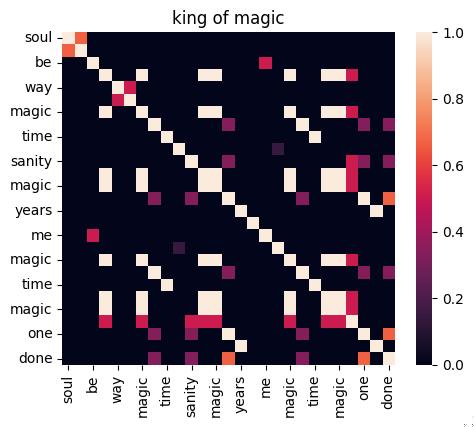 king of magic
soul
be
way
magic
time
sanity
magic
years
me
magic
time
magic
one
done
soul
be
way
magic
time
sanity
magic
years
me
magic
time
magic
one
done
1.0
0.8
0.6
0.4
0.2
0.0